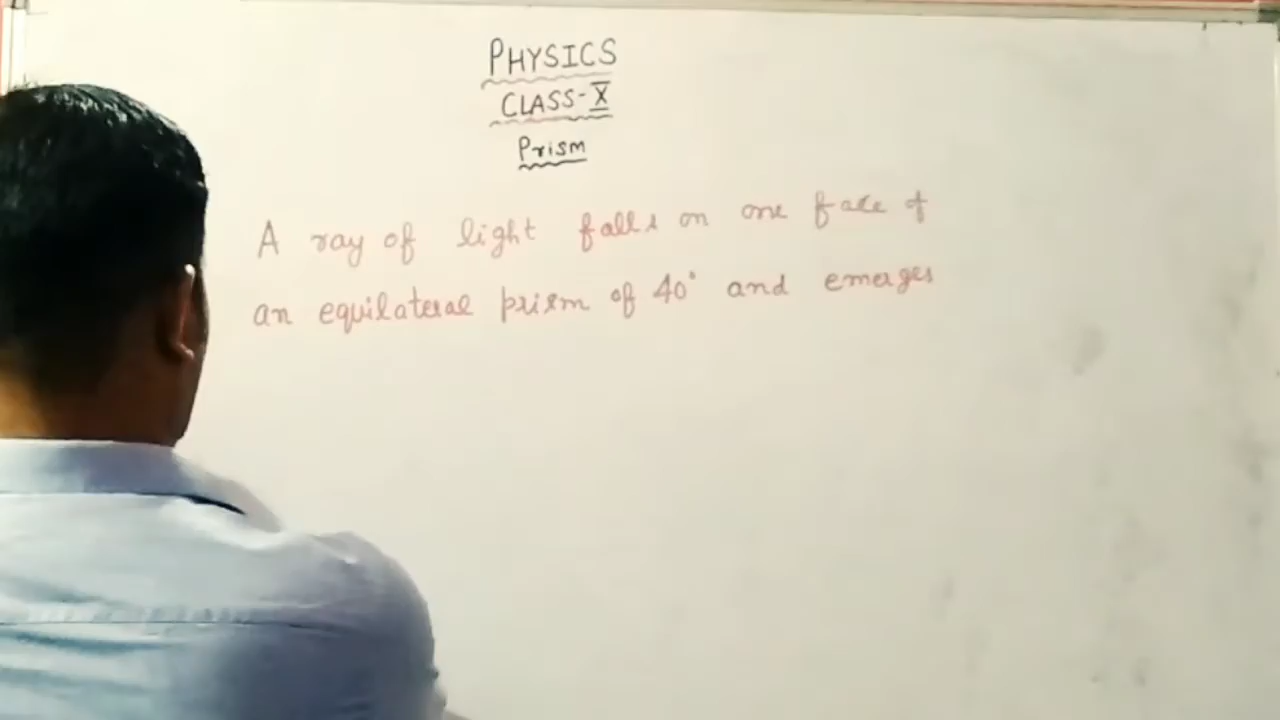 PHYSICS
CLASS-X
Prism
A ray of light falls on one face of
an equilateral prism of 40° and emerges